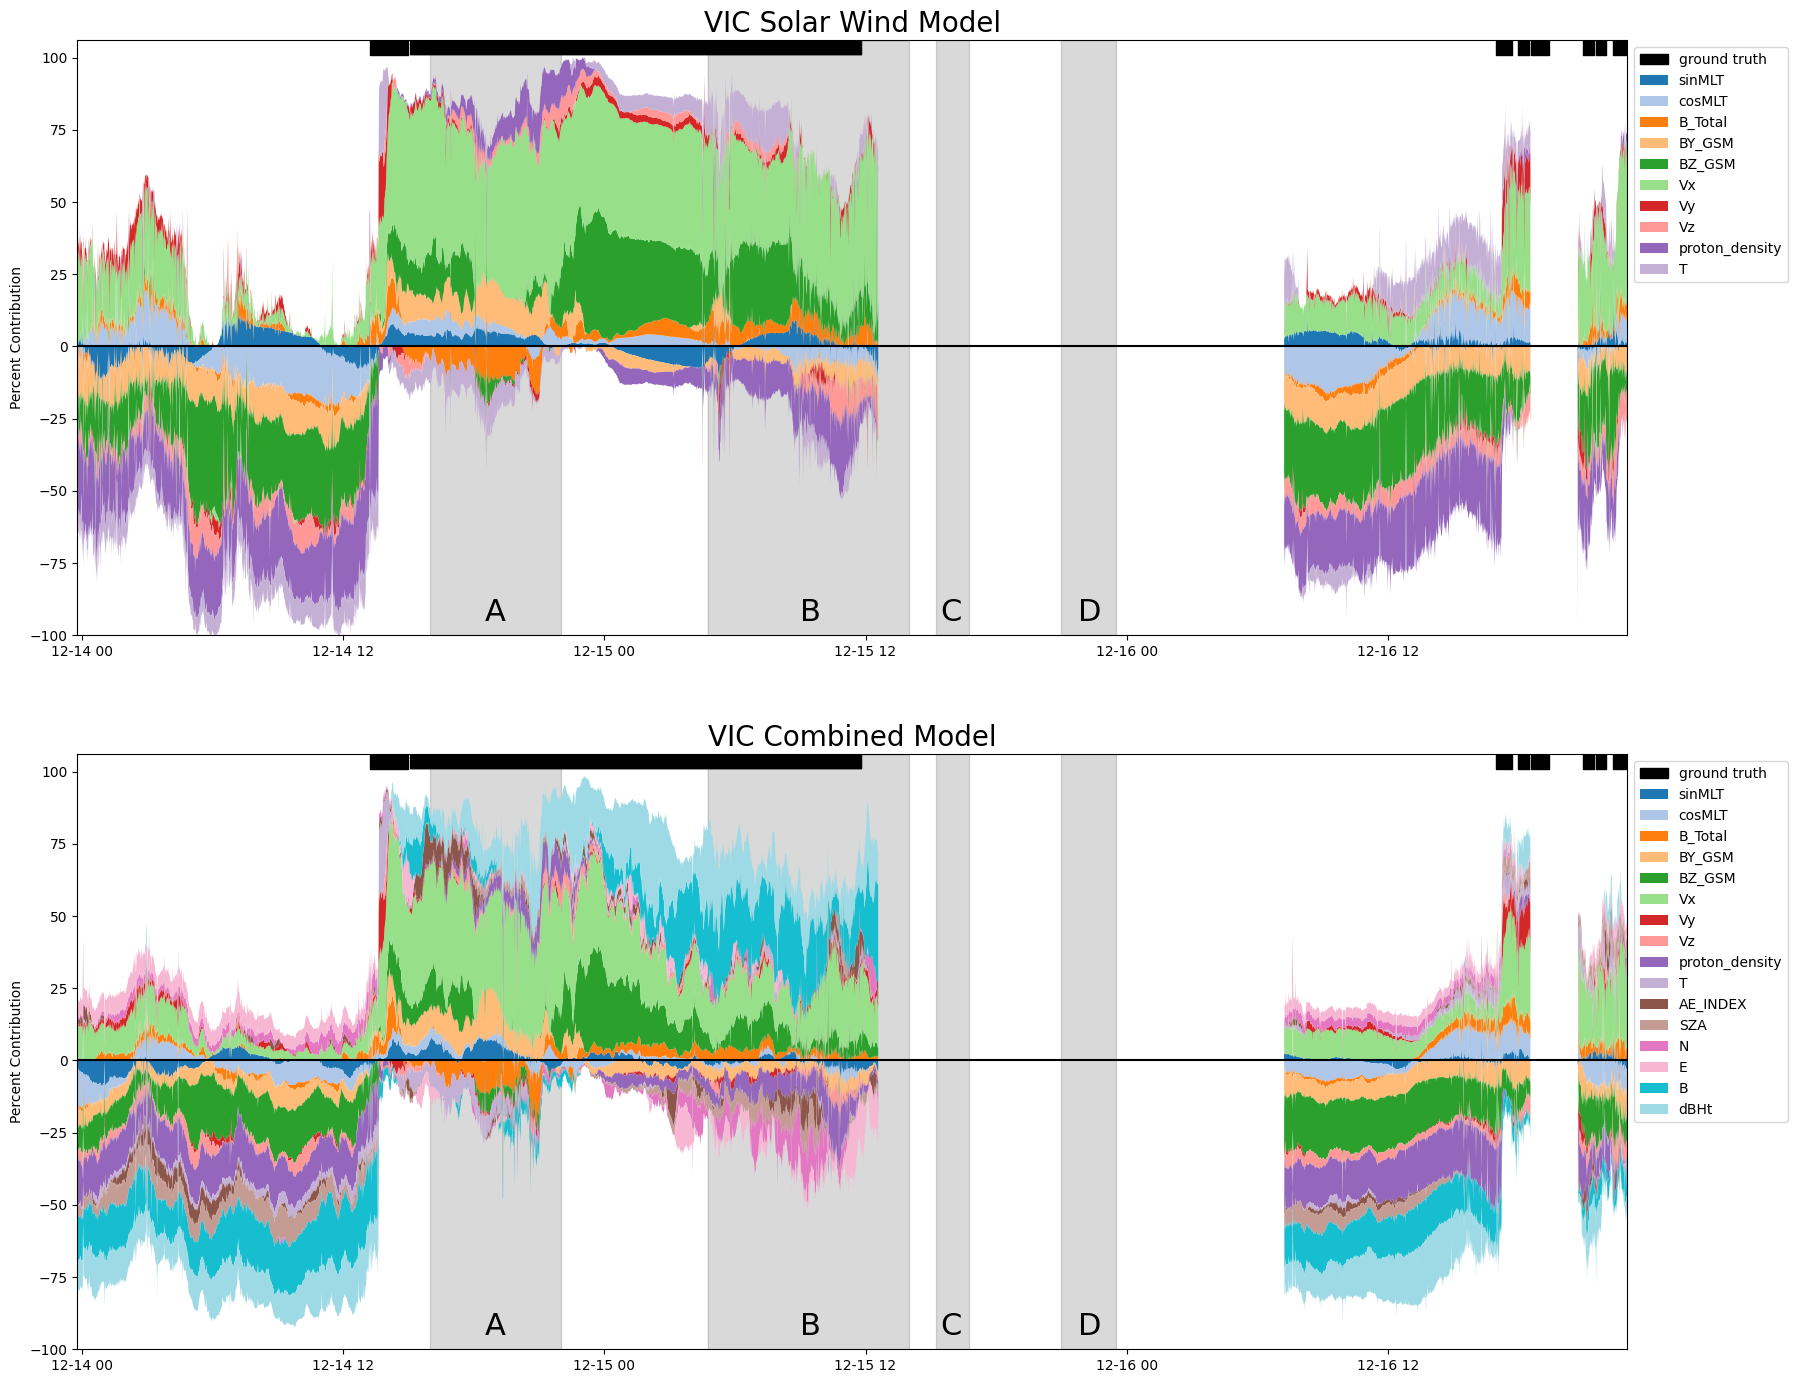 VIC Solar Wind Model
Percent Contribution
100
75
50
25
0
−25
−50
−75
−100
A
B
C
D
12-14 00
12-14 12
12-15 00
12-15 12
12-16 00
12-16 12
ground truth
sinMLT
cosMLT
B_Total
BY_GSM
BZ_GSM
Vx
Vy
Vz
proton_density
T
VIC Combined Model
Percent Contribution
100
75
50
25
0
−25
−50
−75
−100
A
B
C
D
12-14 00
12-14 12
12-15 00
12-15 12
12-16 00
12-16 12
ground truth
sinMLT
cosMLT
B_Total
BY_GSM
BZ_GSM
Vx
Vy
Vz
proton_density
T
AE_INDEX
SZA
N
E
B
dBHt